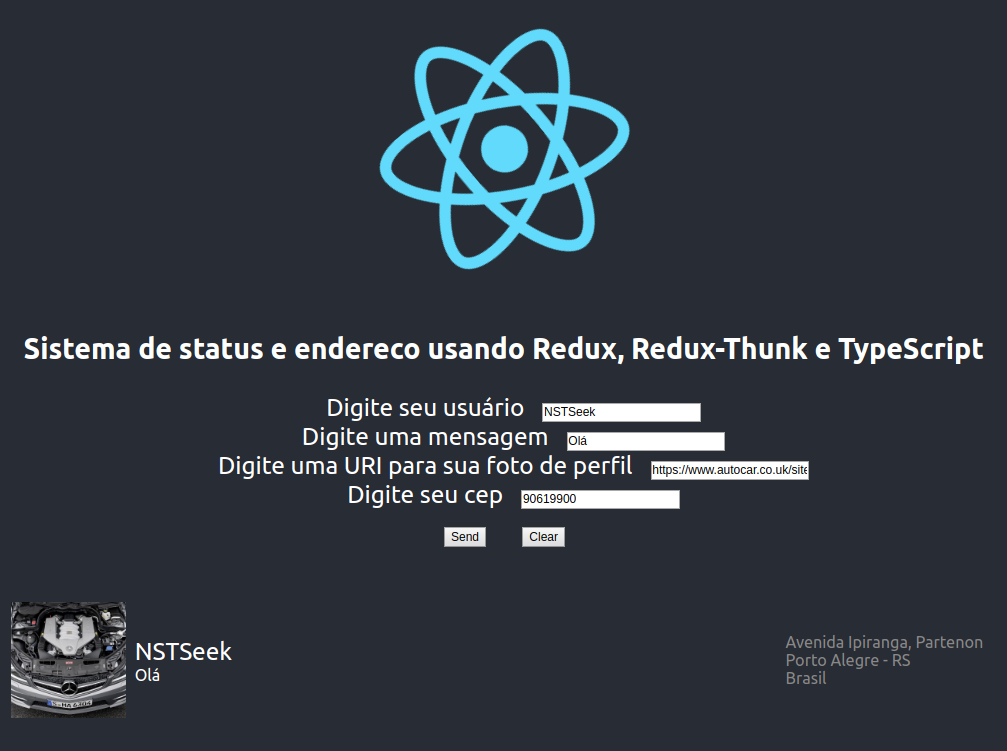 Sistema de status e endereco usando Redux, Redux-Thunk e TypeScript
Digite seu usuário NSTSeek
Digite uma mensagem Olá
Digite uma URI para sua foto de perfil https://www.autocar.co.uk/site
Digite seu cep 90619900
Send Clear
NSTSeek
Olá
Avenida Ipiranga, Partenon
Porto Alegre - RS
Brasil